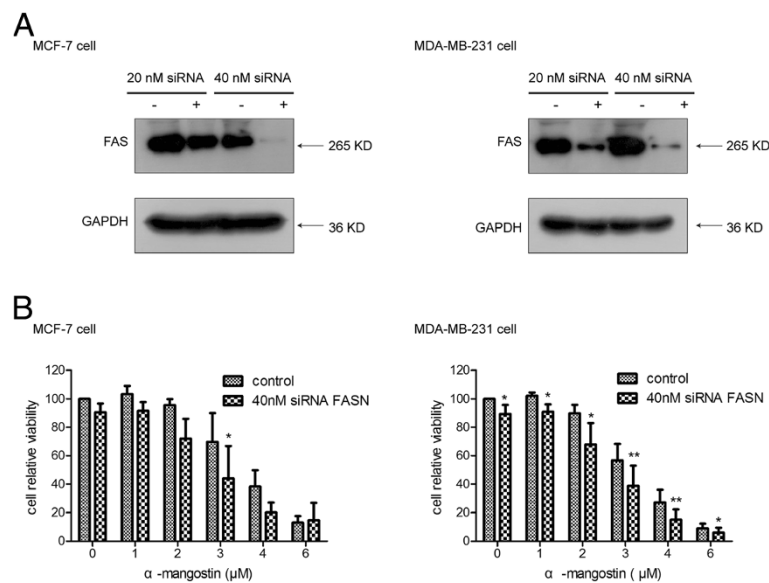 A
MCF-7 cell
20 nM siRNA 40 nM siRNA
- + - +
FAS
265 KD
GAPDH
36 KD
MDA-MB-231 cell
20 nM siRNA 40 nM siRNA
- + - +
FAS
265 KD
GAPDH
36 KD
B
MCF-7 cell
cell relative viability
120
100
80
60
40
20
0
control
40nM siRNA FASN
*
0 1 2 3 4 6
α -mangostin (μM)
MDA-MB-231 cell
cell relative viability
120
100
80
60
40
20
0
control
40nM siRNA FASN
* * * ** ** *
0 1 2 3 4 6
α -mangostin ( μM)